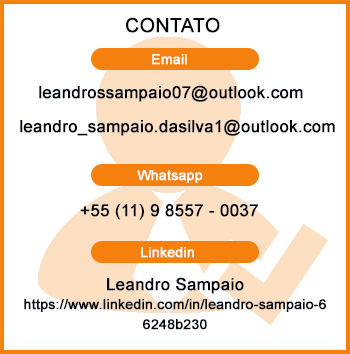 CONTATO
Email
leandrossampaio07@outlook.com
leandro_sampaio.dasilva1@outlook.com
Whatsapp
+55 (11) 9 8557 - 0037
Linkedin
Leandro Sampaio
https://www.linkedin.com/in/leandro-sampaio-6
6248b230